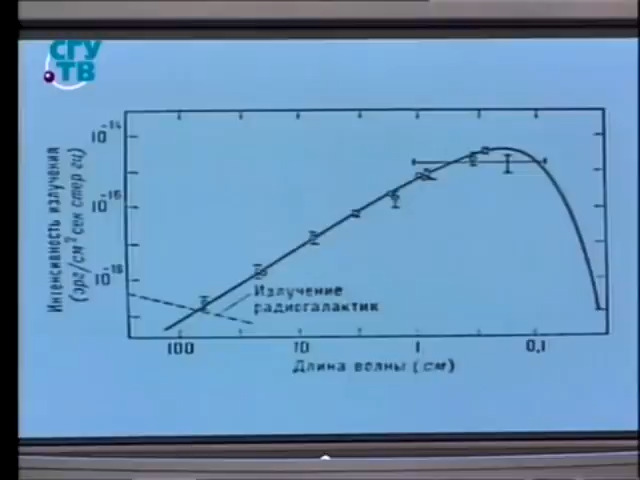 СГУ
ТВ
Интенсивность излучения
(эрг/см² сек стер гц)
10⁻¹⁴
10⁻¹⁶
10⁻¹⁸
Излучение
радиогалактик
100
10
1
0,1
Длина волны (см)